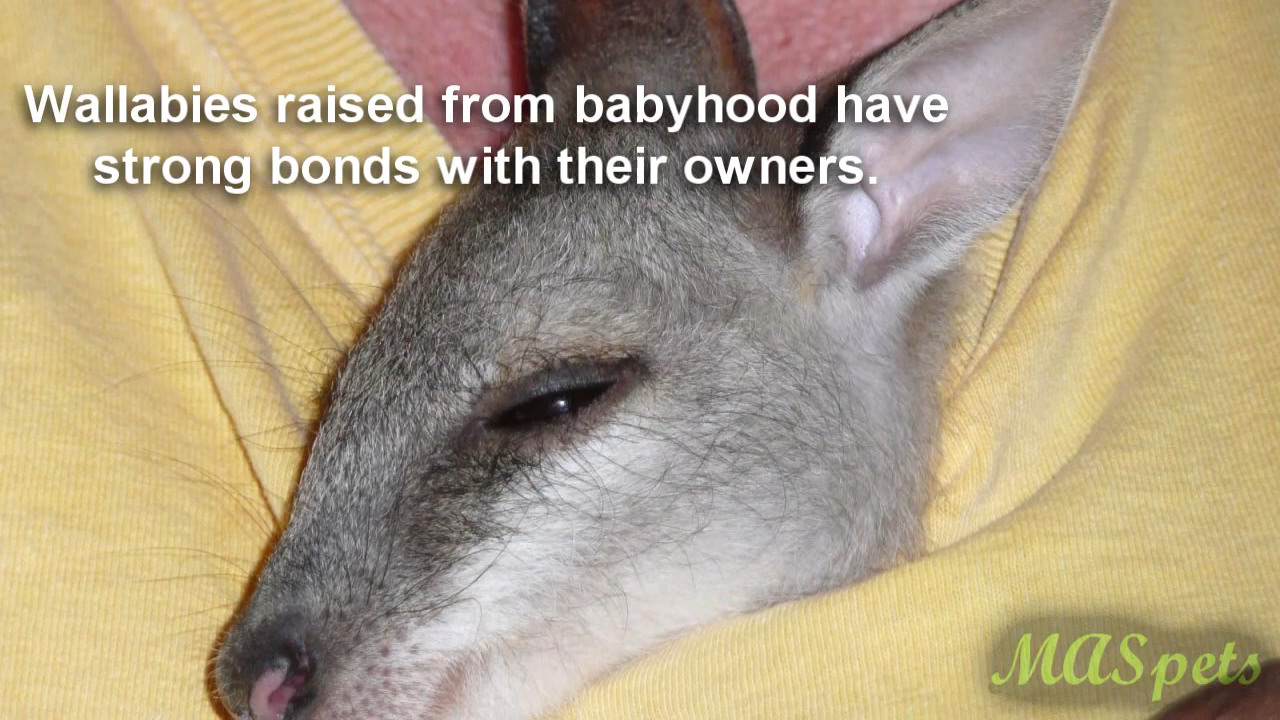 Wallabies raised from babyhood have
strong bonds with their owners.
MASpets